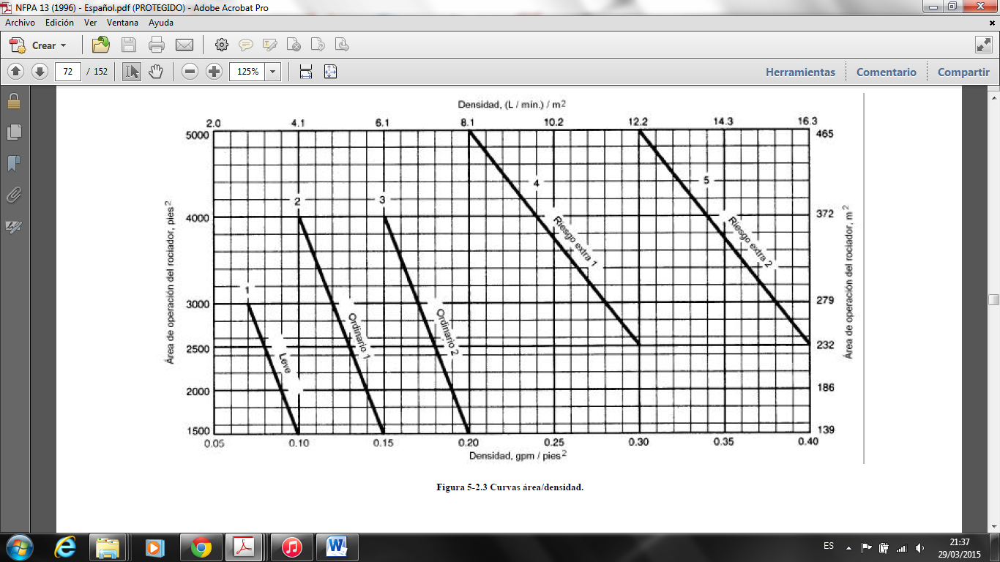 NFPA 13 (1996) - Español.pdf (PROTEGIDO) - Adobe Acrobat Pro
Archivo Edición Ver Ventana Ayuda
Crear
72 / 152 125% Herramientas Comentario Compartir
Densidad, (L / min.) / m2
2.0 4.1 6.1 8.1 10.2 12.2 14.3 16.3
5000 465
4 5
2 3
4000 372
Riesgo extra 1 Riesgo extra 2
Área de operación del rociador, pies2
Área de operación del rociador, m2
1
3000 279
Leve Ordinario 1 Ordinario 2
2500 232
2000 186
1500 139
0.05 0.10 0.15 0.20 0.25 0.30 0.35 0.40
Densidad, gpm / pies2
Figura 5-2.3 Curvas área/densidad.
ES 21:37
29/03/2015